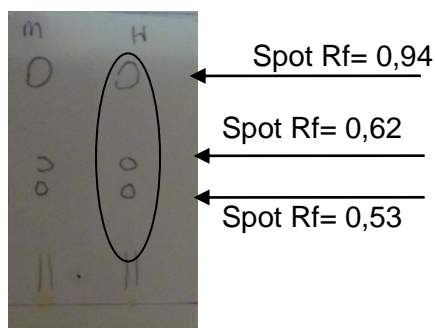 M H
Spot Rf= 0,94
Spot Rf= 0,62
Spot Rf= 0,53